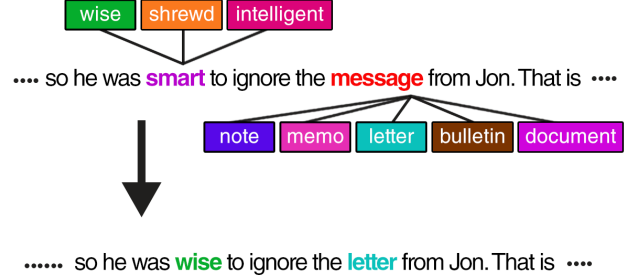 wise shrewd intelligent
···· so he was smart to ignore the message from Jon. That is ····
note memo letter bulletin document
······ so he was wise to ignore the letter from Jon. That is ····